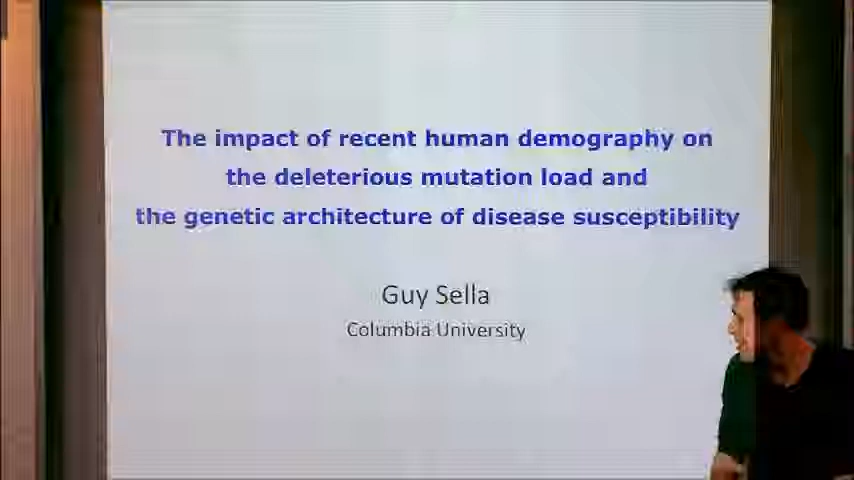 The impact of recent human demography on
the deleterious mutation load and
the genetic architecture of disease susceptibility
Guy Sella
Columbia University